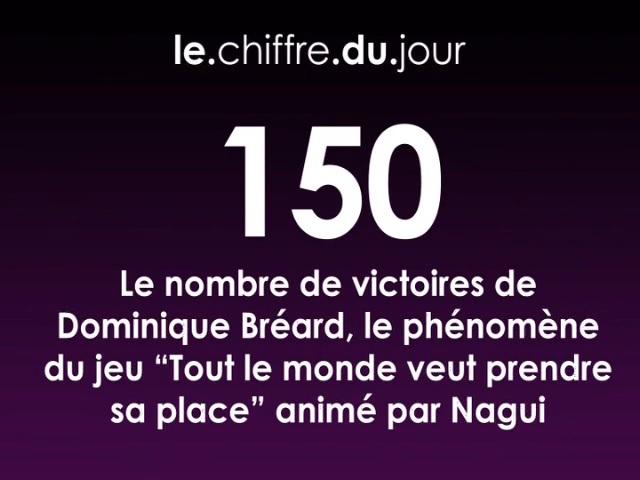 le.chiffre.du.jour
150
Le nombre de victoires de
Dominique Bréard, le phénomène
du jeu “Tout le monde veut prendre
sa place” animé par Nagui